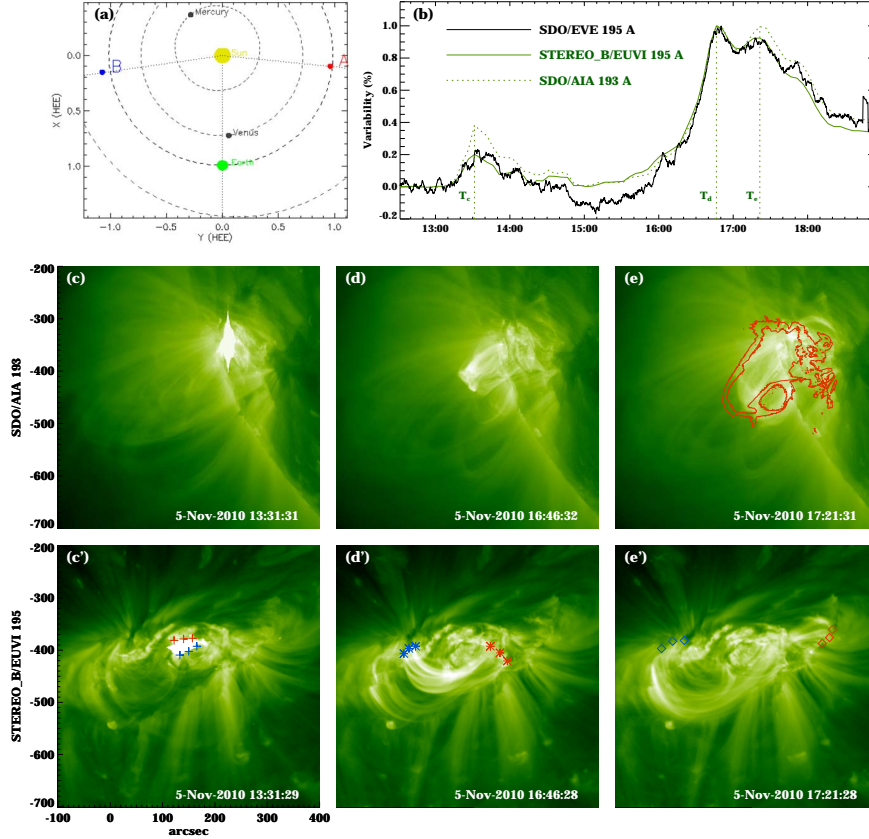 (a)
Mercury
Sun
B
A
Venus
Earth
0.0
0.5
1.0
X (HEE)
-1.0
-0.5
0.0
0.5
1.0
Y (HEE)
(b)
SDO/EVE 195 A
STEREO_B/EUVI 195 A
SDO/AIA 193 A
Variability (%)
1.0
0.8
0.6
0.4
0.2
0.0
-0.2
Tc
Td
Te
13:00
14:00
15:00
16:00
17:00
18:00
SDO/AIA 193
-200
-300
-400
-500
-600
-700
(c)
5-Nov-2010 13:31:31
(d)
5-Nov-2010 16:46:32
(e)
5-Nov-2010 17:21:31
STEREO_B/EUVI 195
-200
-300
-400
-500
-600
-700
(c')
5-Nov-2010 13:31:29
(d')
5-Nov-2010 16:46:28
(e')
5-Nov-2010 17:21:28
-100
0
100
200
300
400
arcsec